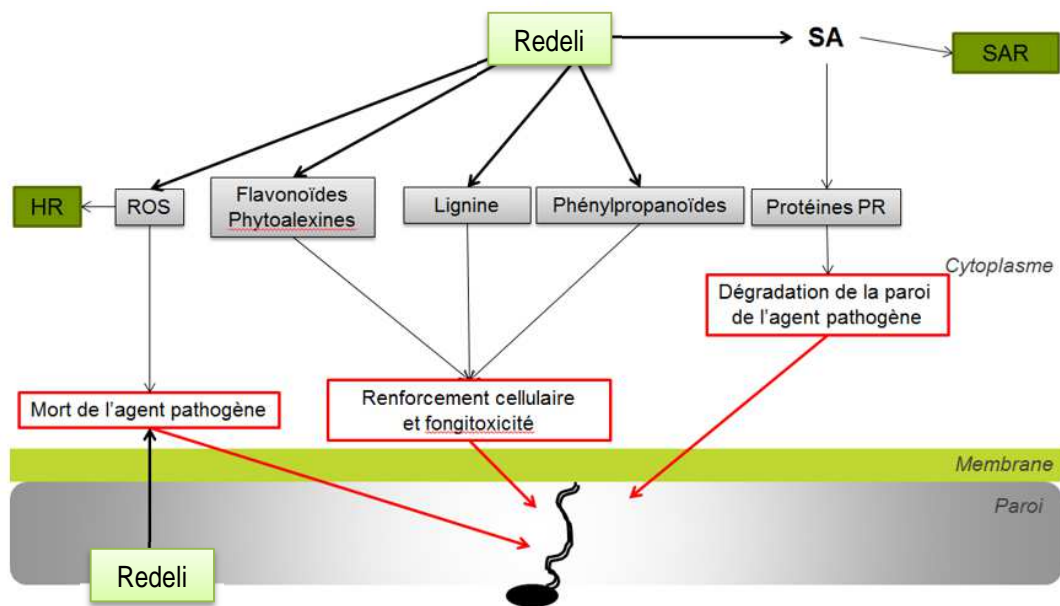 Redeli
SA
SAR
HR
ROS
Flavonoïdes
Phytoalexines
Lignine
Phénylpropanoïdes
Protéines PR
Cytoplasme
Dégradation de la paroi
de l'agent pathogène
Mort de l'agent pathogène
Renforcement cellulaire
et fongitoxicité
Membrane
Paroi
Redeli